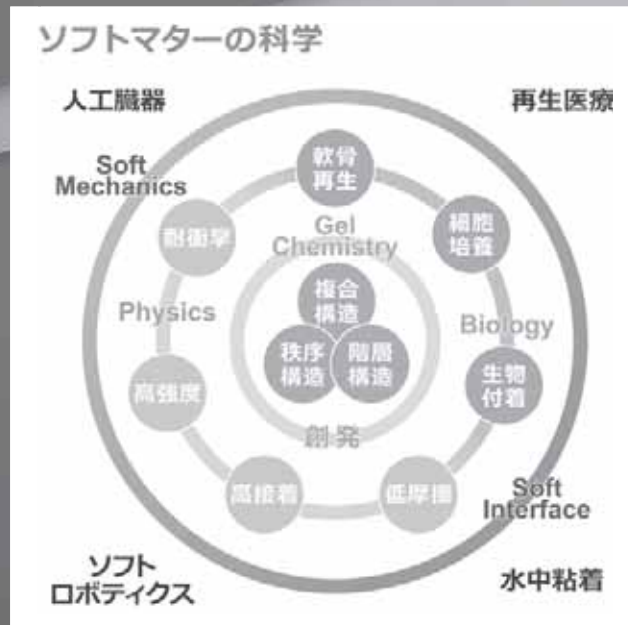 ソフトマターの科学
人工臓器
再生医療
Soft
Mechanics
軟骨
再生
細胞
培養
耐衝撃
Gel
Chemistry
複合
構造
Physics
Biology
秩序
構造
階層
構造
生物
付着
高強度
創発
高接着
低摩擦
Soft
Interface
ソフト
ロボティクス
水中粘着